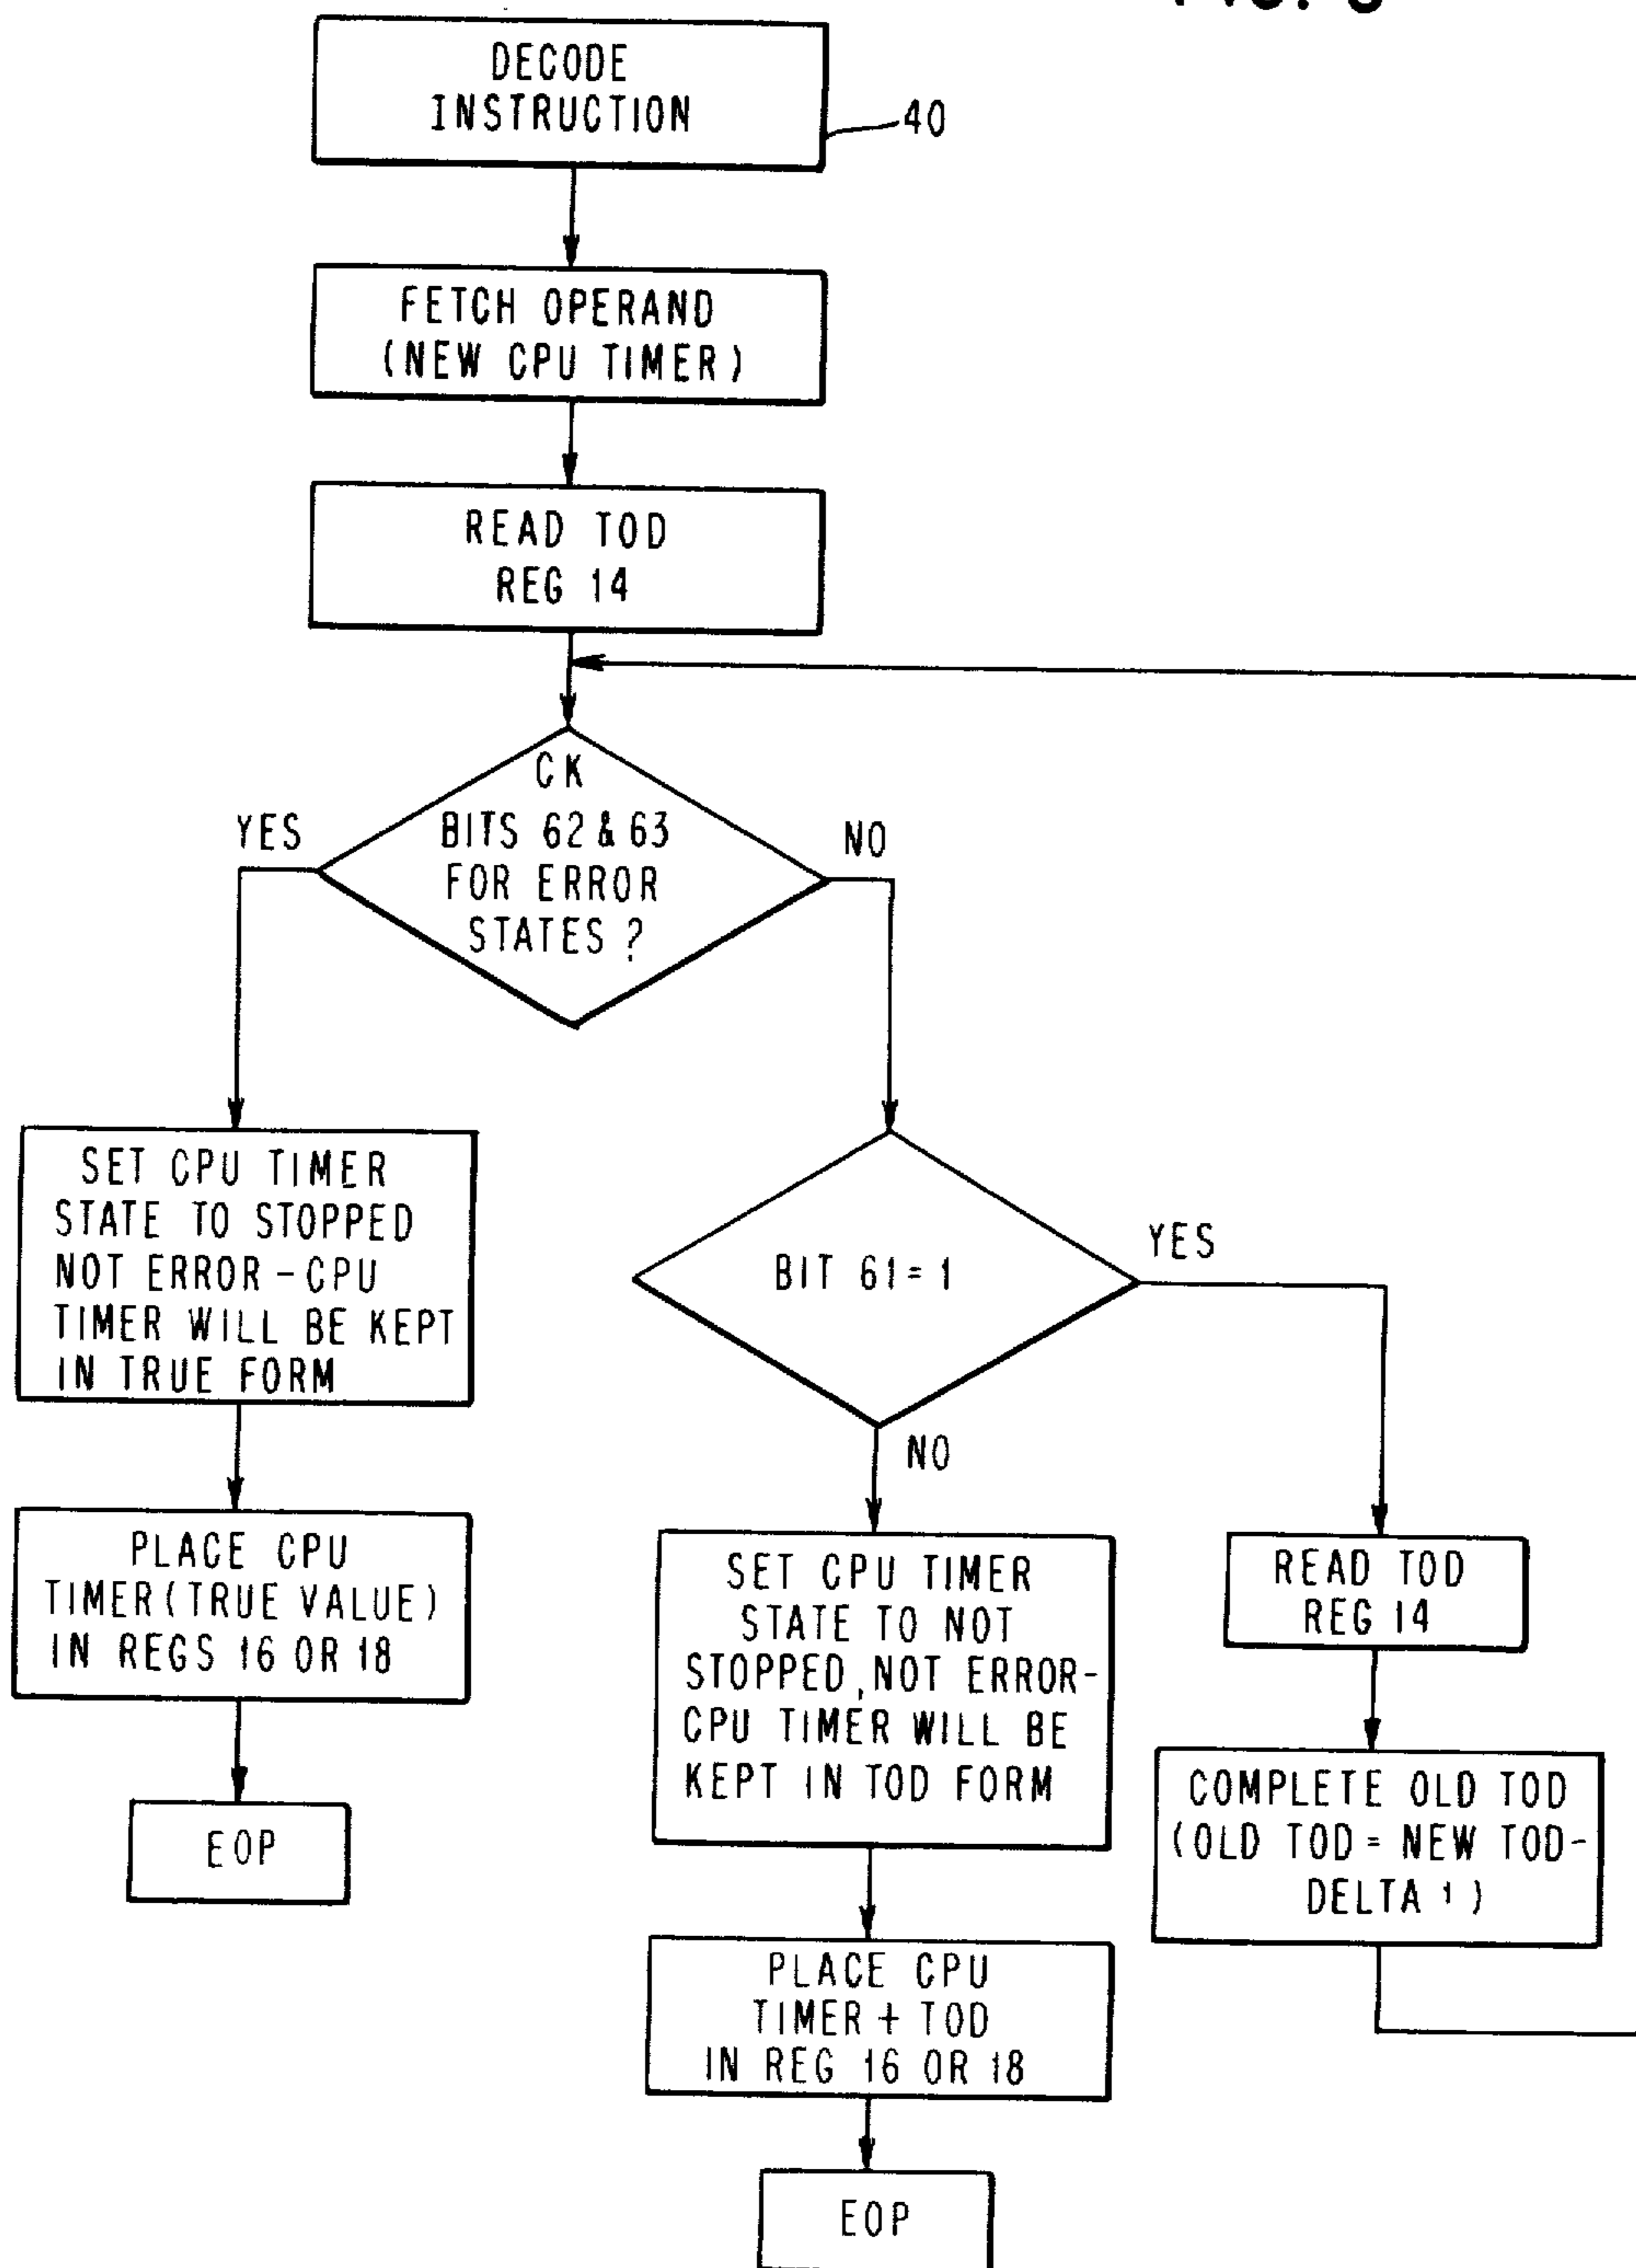 DECODE
INSTRUCTION
40
FETCH OPERAND
(NEW CPU TIMER)
READ TOD
REG 14
CK
BITS 62 & 63
FOR ERROR
STATES ?
YES
NO
SET CPU TIMER
STATE TO STOPPED
NOT ERROR-CPU
TIMER WILL BE KEPT
IN TRUE FORM
BIT 61 = 1
YES
NO
PLACE CPU
TIMER (TRUE VALUE)
IN REGS 16 OR 18
EOP
SET CPU TIMER
STATE TO NOT
STOPPED, NOT ERROR-
CPU TIMER WILL BE
KEPT IN TOD FORM
READ TOD
REG 14
COMPLETE OLD TOD
(OLD TOD = NEW TOD-
DELTA 1 )
PLACE CPU
TIMER + TOD
IN REG 16 OR 18
EOP